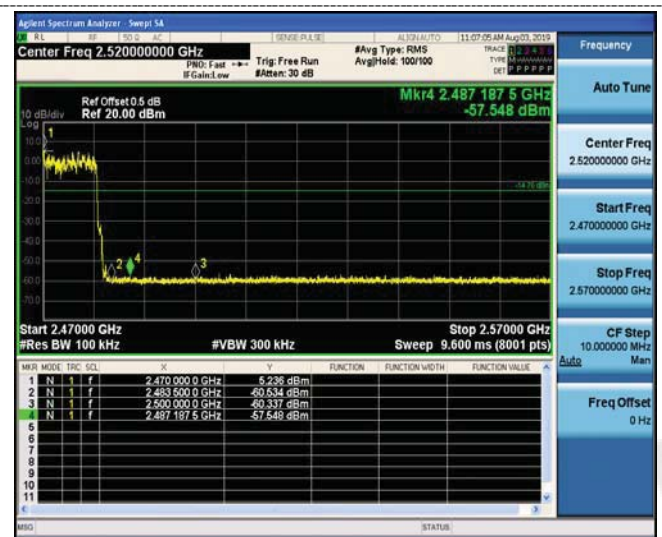 Agilent Spectrum Analyzer - Swept SA
RL RF 50 Ω AC SENSE:PULSE ALIGN AUTO 11:07:05 AM Aug 03, 2019
Center Freq 2.520000000 GHz #Avg Type: RMS TRACE 1 2 3 4 5 6 Frequency
PNO: Fast Trig: Free Run Avg|Hold: 100/100 TYPE M
IFGain:Low #Atten: 30 dB DET P P P P P P
Auto Tune
Mkr4 2.487 187 5 GHz
Ref Offset 0.5 dB
10 dB/div Ref 20.00 dBm -57.548 dBm
Log
1
10.0
Center Freq
2.520000000 GHz
0.00
-10.0
-14.76 dBm
-20.0
Start Freq
2.470000000 GHz
-30.0
-40.0
-50.0
2 4 3
Stop Freq
2.570000000 GHz
-60.0
-70.0
Start 2.47000 GHz Stop 2.57000 GHz
#Res BW 100 kHz #VBW 300 kHz Sweep 9.600 ms (8001 pts)
CF Step
10.000000 MHz
Auto Man
MKR MODE TRC SCL X Y FUNCTION FUNCTION WIDTH FUNCTION VALUE
1 N 1 f 2.470 000 0 GHz 5.236 dBm
2 N 1 f 2.483 500 0 GHz -60.534 dBm
3 N 1 f 2.500 000 0 GHz -60.337 dBm
4 N 1 f 2.487 187 5 GHz -57.548 dBm
Freq Offset
0 Hz
5
6
7
8
9
10
11
MSG STATUS